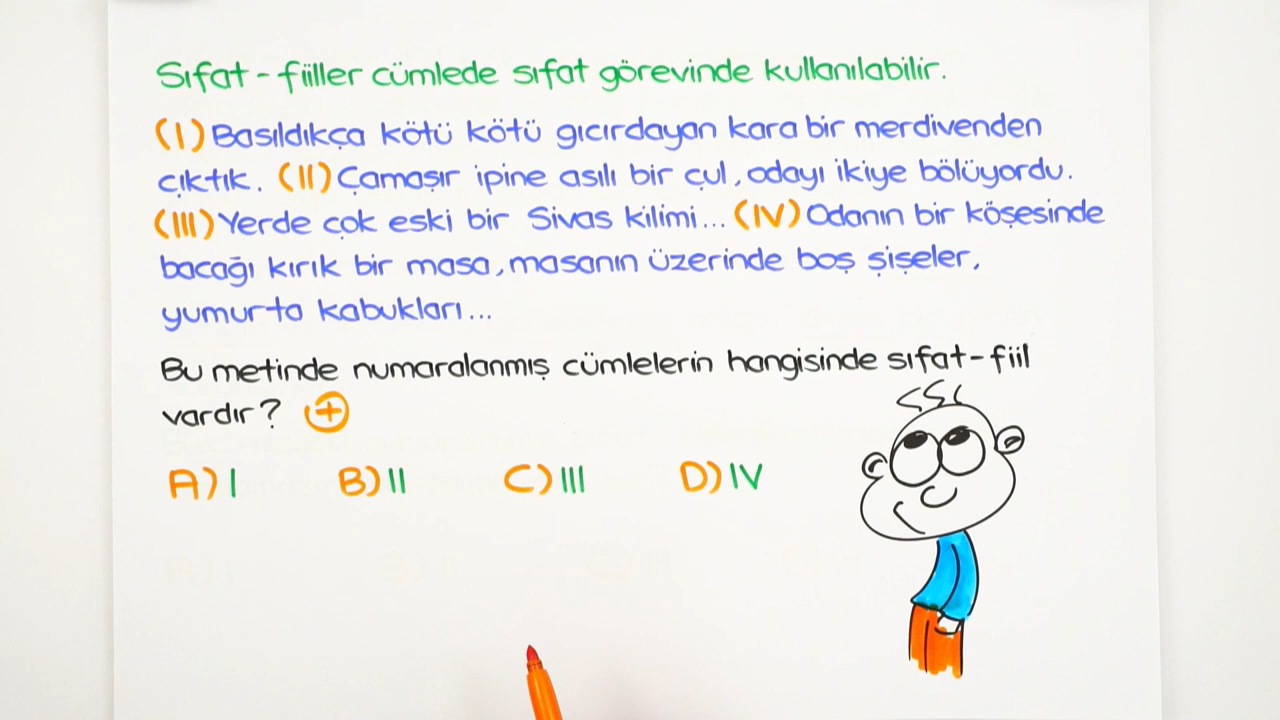 Sıfat-fiiller cümlede sıfat görevinde kullanılabilir.
(I) Basıldıkça kötü kötü gıcırdayan kara bir merdivenden
çıktık. (II) Çamaşır ipine asılı bir çul, odayı ikiye bölüyordu.
(III) Yerde çok eski bir Sivas kilimi... (IV) Odanın bir köşesinde
bacağı kırık bir masa, masanın üzerinde boş şişeler,
yumurta kabukları...
Bu metinde numaralanmış cümlelerin hangisinde sıfat-fiil
vardır? +
A) I B) II C) III D) IV